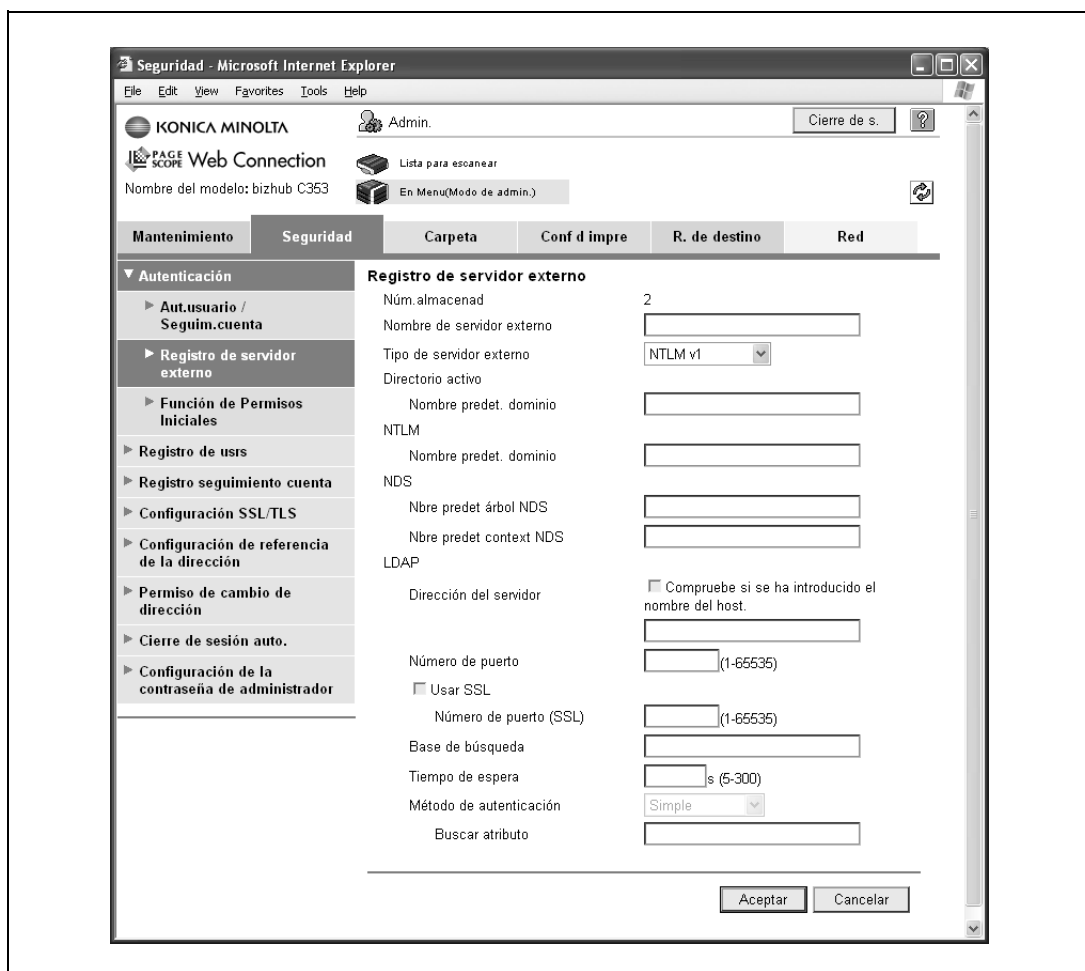 Seguridad - Microsoft Internet Explorer
File Edit View Favorites Tools Help
KONICA MINOLTA
Admin.
Cierre de s.
?
PAGE SCOPE Web Connection
Lista para escanear
Nombre del modelo: bizhub C353
En Menu(Modo de admin.)
Mantenimiento Seguridad Carpeta Conf d impre R. de destino Red
Autenticación
Aut.usuario /
Seguim.cuenta
Registro de servidor
externo
Función de Permisos
Iniciales
Registro de usrs
Registro seguimiento cuenta
Configuración SSL/TLS
Configuración de referencia
de la dirección
Permiso de cambio de
dirección
Cierre de sesión auto.
Configuración de la
contraseña de administrador
Registro de servidor externo
Núm.almacenad 2
Nombre de servidor externo
Tipo de servidor externo NTLM v1
Directorio activo
Nombre predet. dominio
NTLM
Nombre predet. dominio
NDS
Nbre predet árbol NDS
Nbre predet context NDS
LDAP
Dirección del servidor Compruebe si se ha introducido el
nombre del host.
Número de puerto (1-65535)
Usar SSL
Número de puerto (SSL) (1-65535)
Base de búsqueda
Tiempo de espera s (5-300)
Método de autenticación Simple
Buscar atributo
Aceptar Cancelar